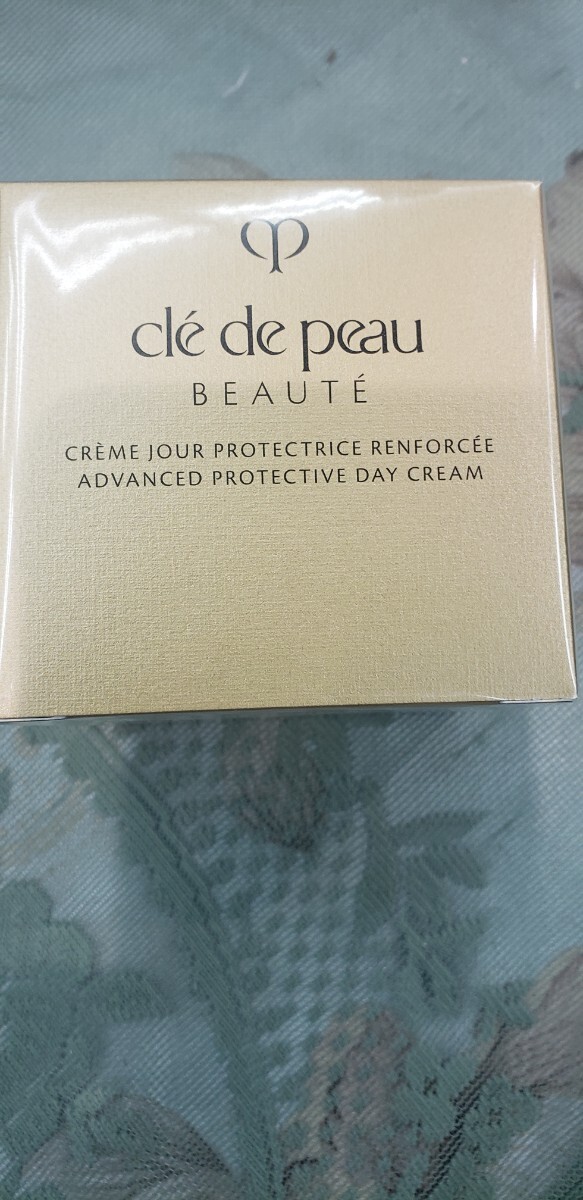 clé de peau
BEAUTÉ
CRÈME JOUR PROTECTRICE RENFORCÉE
ADVANCED PROTECTIVE DAY CREAM